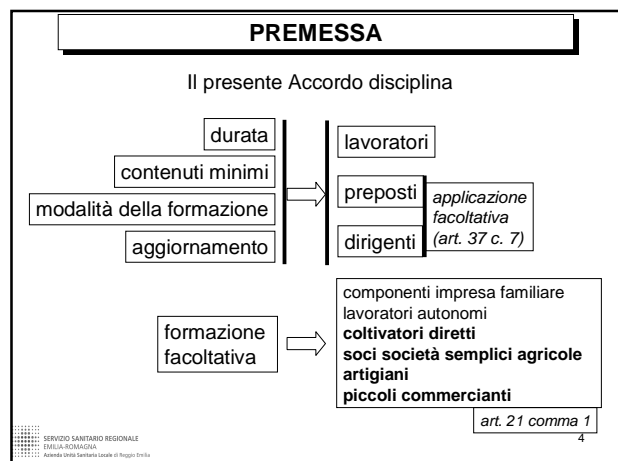 PREMESSA
Il presente Accordo disciplina
durata
contenuti minimi
modalità della formazione
aggiornamento
lavoratori
preposti
dirigenti
applicazione
facoltativa
(art. 37 c. 7)
formazione
facoltativa
componenti impresa familiare
lavoratori autonomi
coltivatori diretti
soci società semplici agricole
artigiani
piccoli commercianti
art. 21 comma 1
SERVIZIO SANITARIO REGIONALE
EMILIA-ROMAGNA
Azienda Unità Sanitaria Locale di Reggio Emilia
4